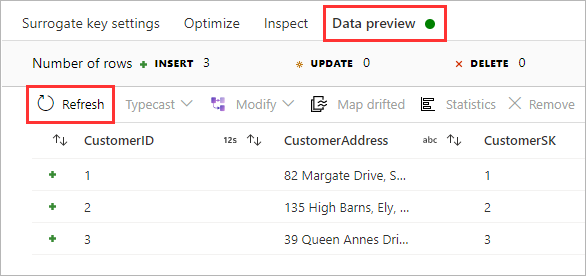 Surrogate key settings Optimize Inspect Data preview
Number of rows + INSERT 3 * UPDATE 0 × DELETE 0
Refresh Typecast Modify Map drifted Statistics Remove
CustomerID 12s CustomerAddress abc CustomerSK
+ 1 82 Margate Drive, S... 1
+ 2 135 High Barns, Ely, ... 2
+ 3 39 Queen Annes Dri... 3